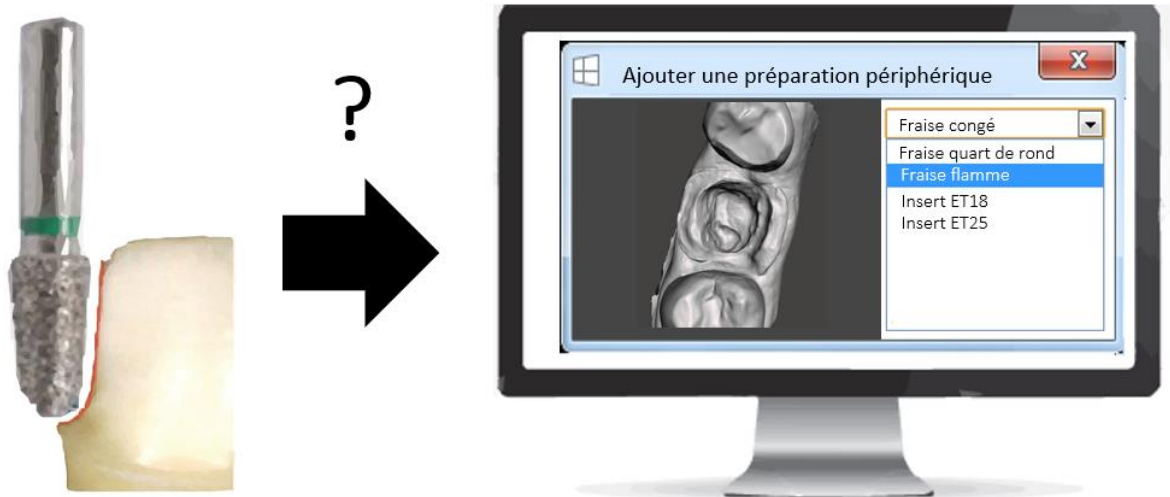 ?
Ajouter une préparation périphérique
X
Fraise congé
Fraise quart de rond
Fraise flamme
Insert ET18
Insert ET25